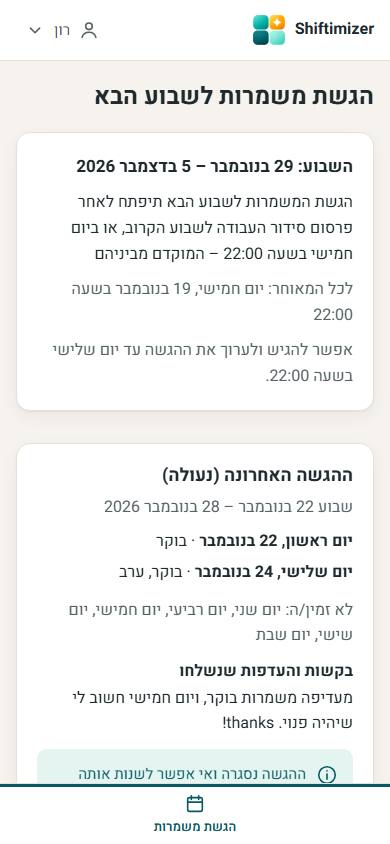 Shiftimizer
רון
הגשת משמרות לשבוע הבא
השבוע: 29 בנובמבר – 5 בדצמבר 2026
הגשת המשמרות לשבוע הבא תיפתח לאחר
פרסום סידור העבודה לשבוע הקרוב, או ביום
חמישי בשעה 22:00 – המוקדם מביניהם
לכל המאוחר: יום חמישי, 19 בנובמבר בשעה
22:00
אפשר להגיש ולערוך את ההגשה עד יום שלישי
בשעה 22:00.
ההגשה האחרונה (נעולה)
שבוע 22 בנובמבר – 28 בנובמבר 2026
יום ראשון, 22 בנובמבר · בוקר
יום שלישי, 24 בנובמבר · בוקר, ערב
לא זמין/ה: יום שני, יום רביעי, יום חמישי, יום
שישי, יום שבת
בקשות והעדפות שנשלחו
מעדיפה משמרות בוקר, ויום חמישי חשוב לי
שיהיה פנוי. thanks!
ההגשה נסגרה ואי אפשר לשנות אותה
הגשת משמרות